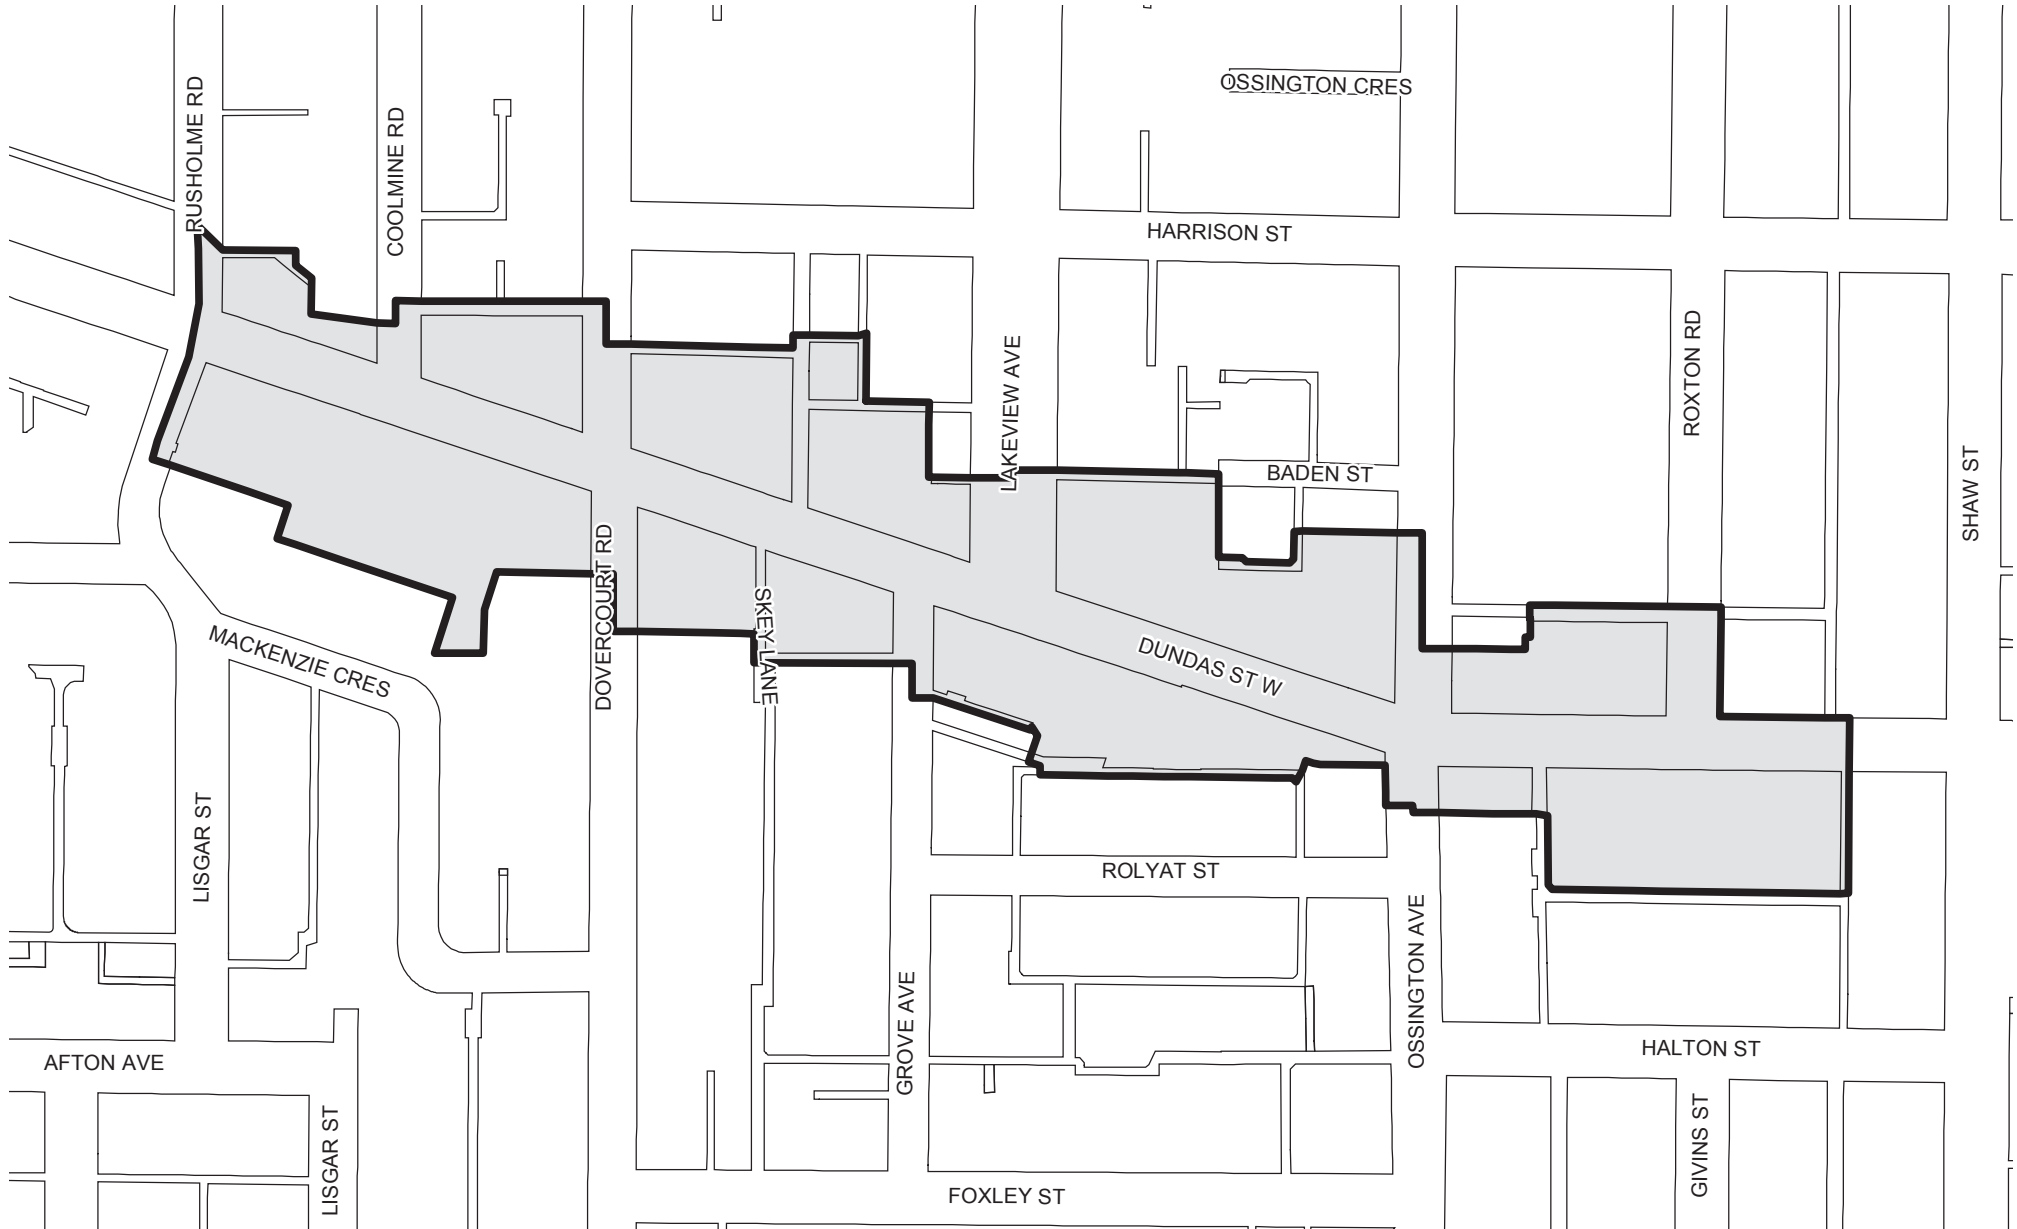 OSSINGTON CRES
RUSHOLME RD
COOLMINE RD
HARRISON ST
LAKEVIEW AVE
ROXTON RD
BADEN ST
SHAW ST
DOVERCOURT RD
SKEY LANE
MACKENZIE CRES
DUNDAS ST W
LISGAR ST
ROLYAT ST
OSSINGTON AVE
GROVE AVE
HALTON ST
AFTON AVE
LISGAR ST
GIVINS ST
FOXLEY ST